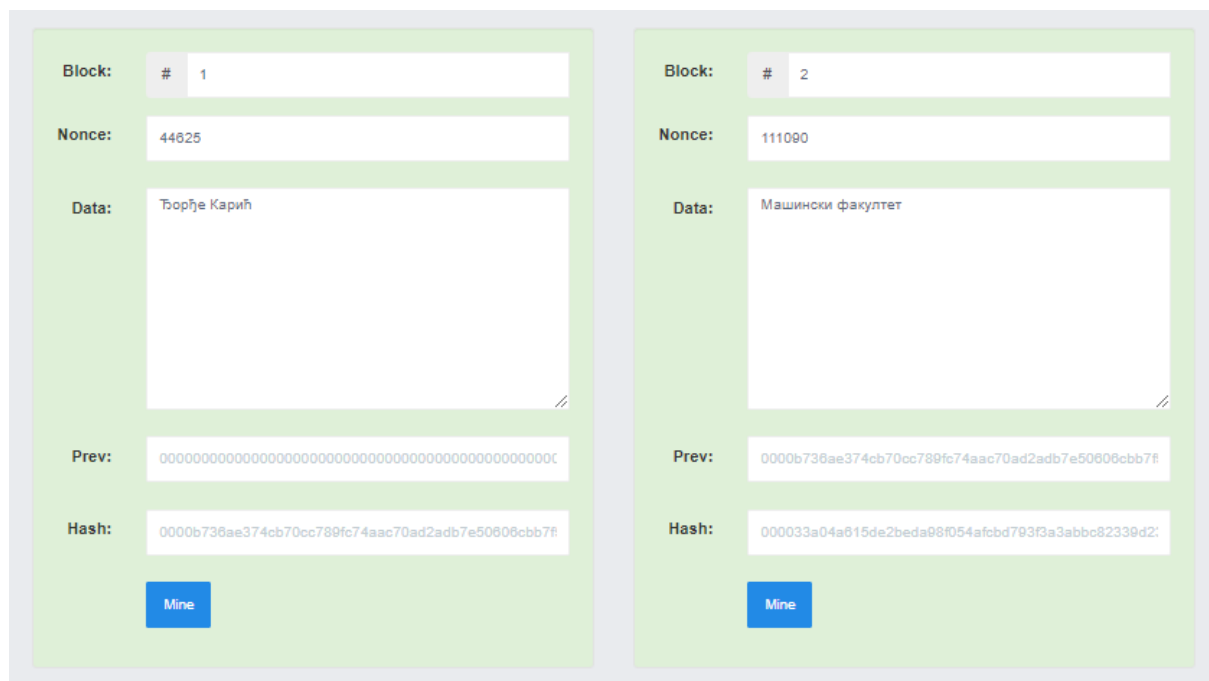 Block: # 1
Nonce: 44625
Data: Ђорђе Карић
Prev: 000000000000000000000000000000000000000000000000000
Hash: 0000b736ae374cb70cc789fc74aac70ad2adb7e50606cbb7f
Mine
Block: # 2
Nonce: 111090
Data: Машински факултет
Prev: 0000b736ae374cb70cc789fc74aac70ad2adb7e50606cbb7f
Hash: 000033a04a615de2beda98f054afcbd793f3a3abbc82339d2
Mine